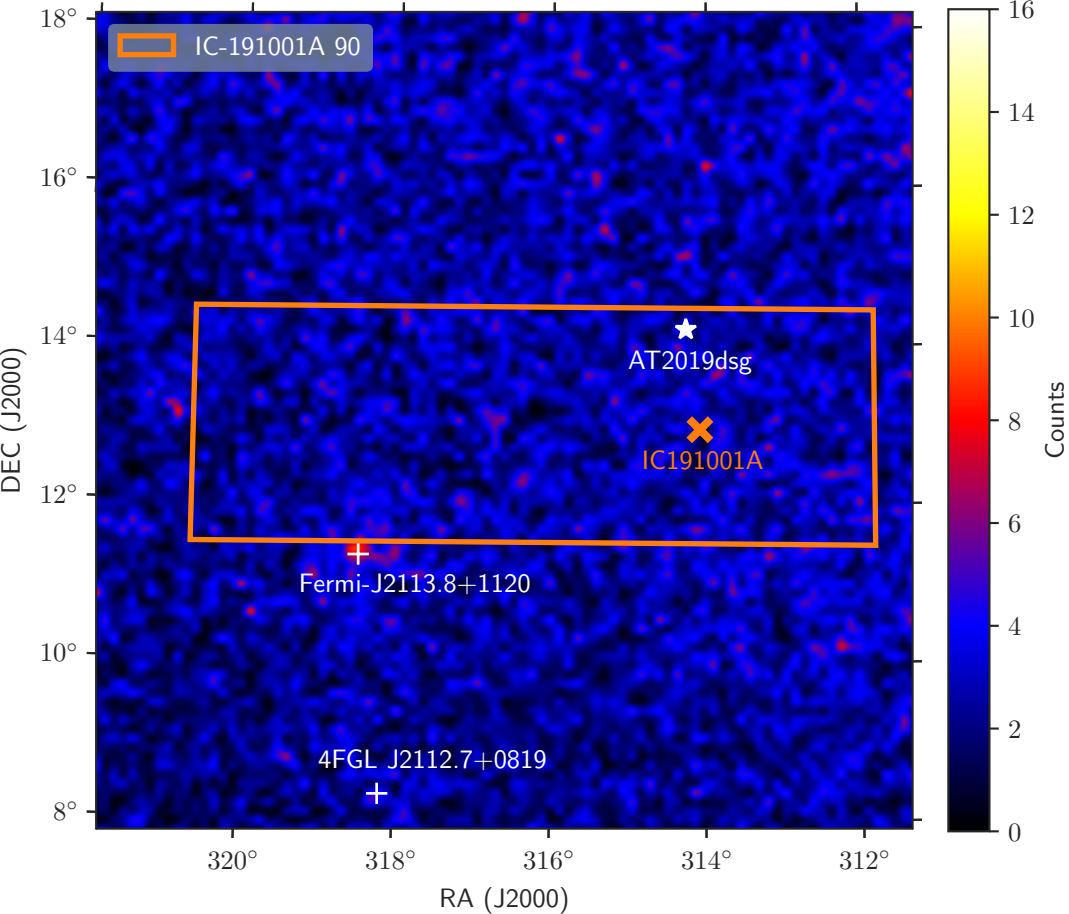 IC-191001A 90
18°
16°
14°
12°
10°
8°
DEC (J2000)
AT2019dsg
IC191001A
Fermi-J2113.8+1120
4FGL J2112.7+0819
320°
318°
316°
314°
312°
RA (J2000)
16
14
12
10
8
6
4
2
0
Counts